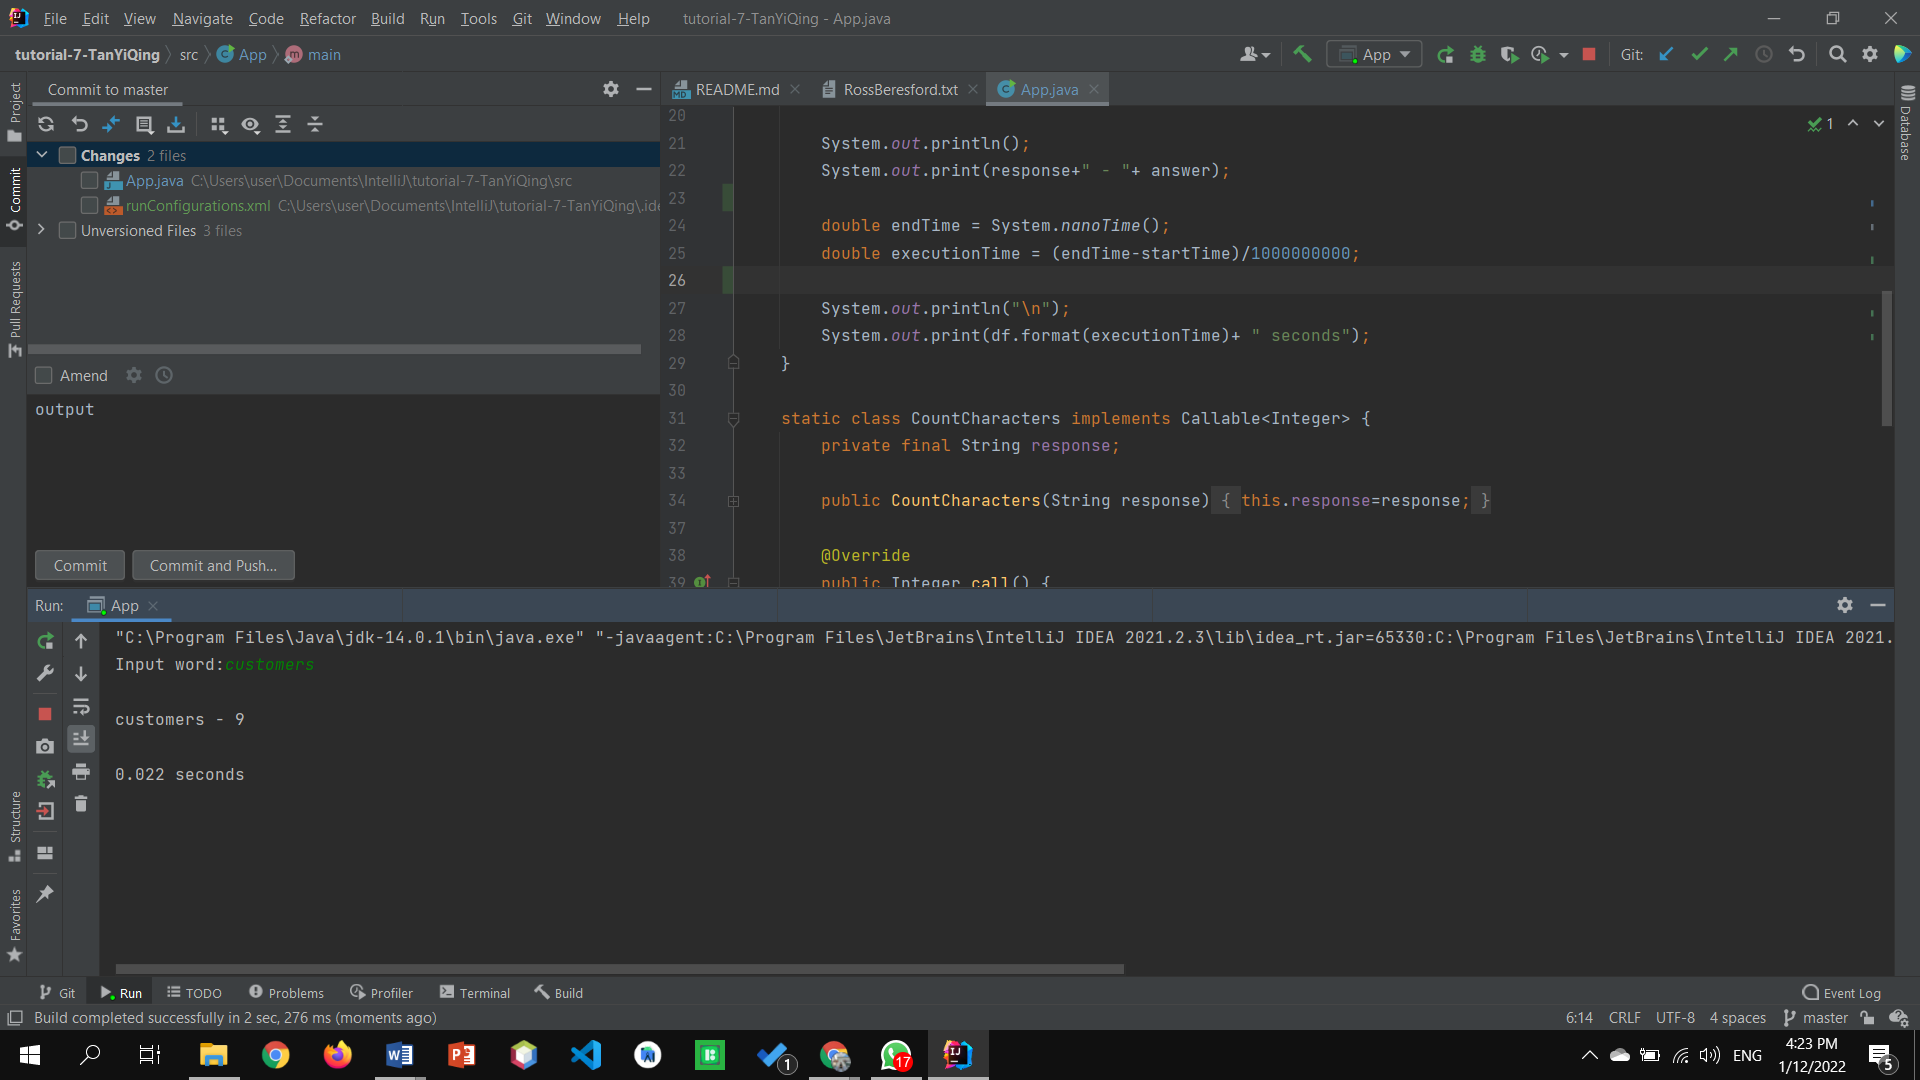 File Edit View Navigate Code Refactor Build Run Tools Git Window Help tutorial-7-TanYiQing - App.java
tutorial-7-TanYiQing src App m main
App Git:
Commit to master
README.md RossBeresford.txt App.java
Project
Commit
Pull Requests
Structure
Favorites
Database
Changes 2 files
App.java C:\Users\user\Documents\IntelliJ\tutorial-7-TanYiQing\src
runConfigurations.xml C:\Users\user\Documents\IntelliJ\tutorial-7-TanYiQing\.ide
Unversioned Files 3 files
Amend
output
Commit Commit and Push...
1
20
21 System.out.println();
22 System.out.print(response+" - "+ answer);
23
24 double endTime = System.nanoTime();
25 double executionTime = (endTime-startTime)/1000000000;
26
27 System.out.println("\n");
28 System.out.print(df.format(executionTime)+ " seconds");
29 }
30
31 static class CountCharacters implements Callable<Integer> {
32 private final String response;
33
34 public CountCharacters(String response) { this.response=response; }
37
38 @Override
39 public Integer call() {
Run: App
"C:\Program Files\Java\jdk-14.0.1\bin\java.exe" "-javaagent:C:\Program Files\JetBrains\IntelliJ IDEA 2021.2.3\lib\idea_rt.jar=65330:C:\Program Files\JetBrains\IntelliJ IDEA 2021.
Input word:customers
customers - 9
0.022 seconds
Git Run TODO Problems Profiler Terminal Build Event Log
Build completed successfully in 2 sec, 276 ms (moments ago) 6:14 CRLF UTF-8 4 spaces master
1 17 ENG 4:23 PM
1/12/2022 5